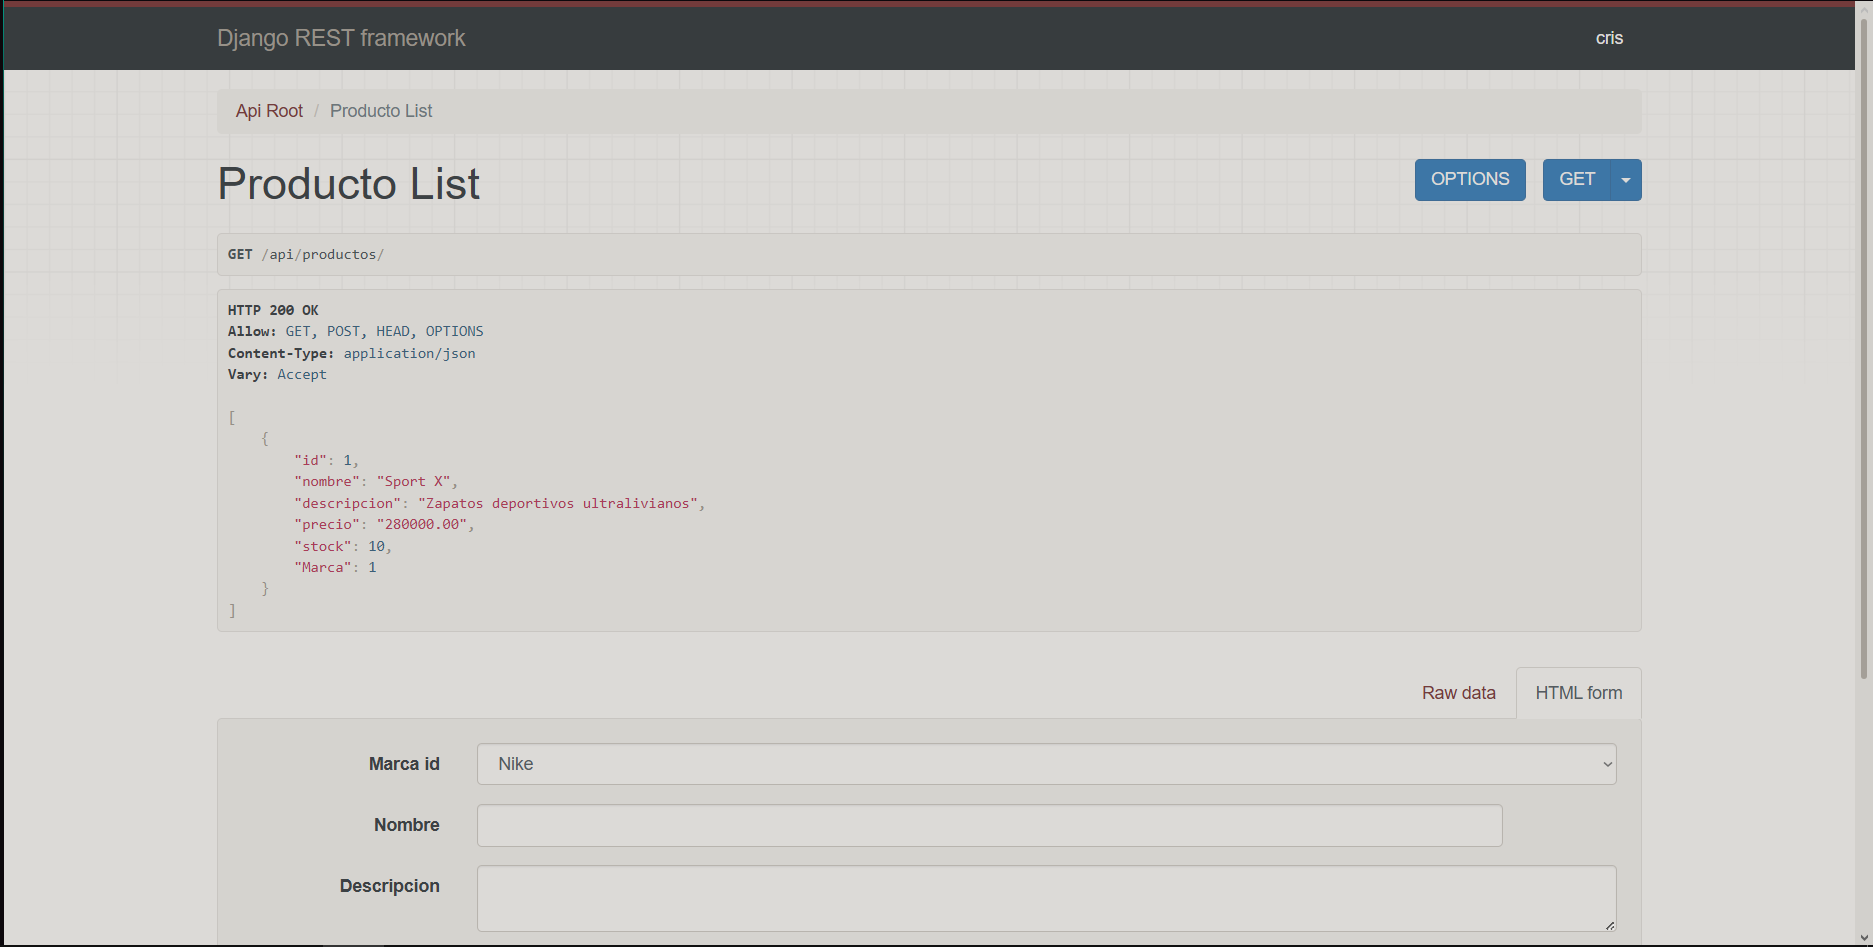 Django REST framework
cris
Api Root / Producto List
Producto List
OPTIONS
GET
GET /api/productos/
HTTP 200 OK
Allow: GET, POST, HEAD, OPTIONS
Content-Type: application/json
Vary: Accept
[
    {
        "id": 1,
        "nombre": "Sport X",
        "descripcion": "Zapatos deportivos ultralivianos",
        "precio": "280000.00",
        "stock": 10,
        "Marca": 1
    }
]
Raw data
HTML form
Marca id
Nike
Nombre
Descripcion